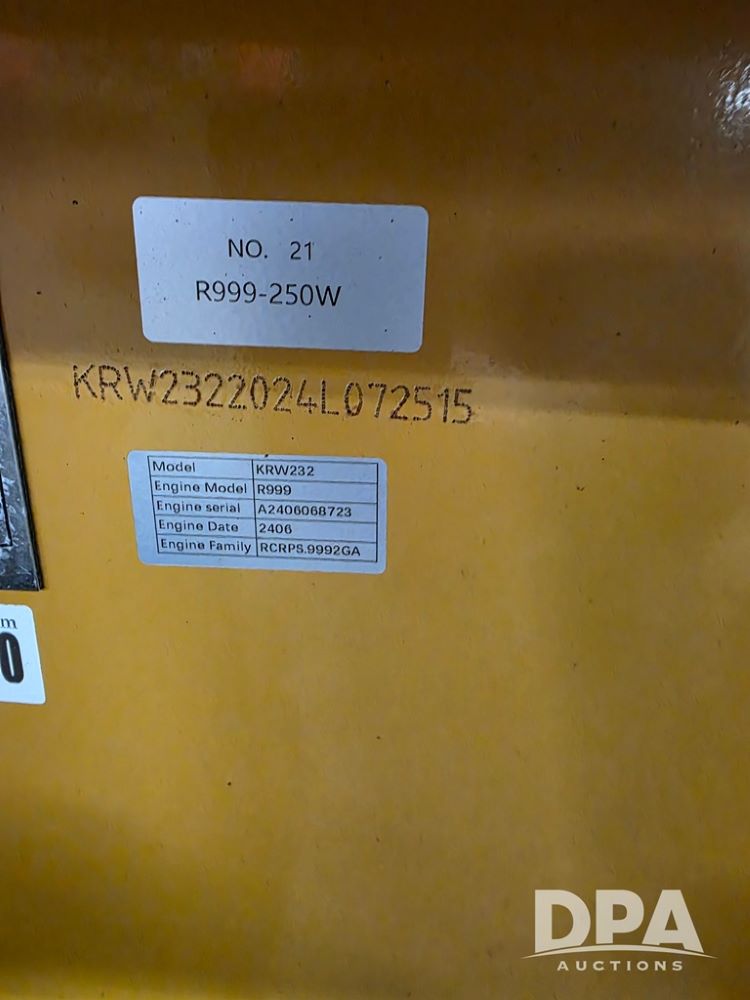 NO. 21
R999-250W
KRW2322024L072515
Model KRW232
Engine Model R999
Engine serial A2406068723
Engine Date 2406
Engine Family RCRPS.9992GA
m
0
DPA
AUCTIONS